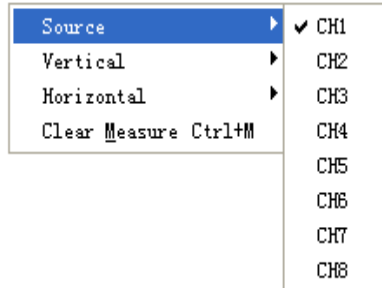 Source
Vertical
Horizontal
Clear Measure Ctrl+M
CH1
CH2
CH3
CH4
CH5
CH6
CH7
CH8